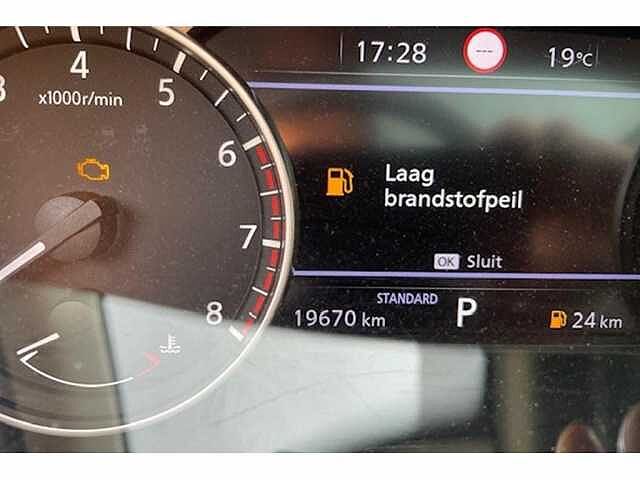 17:28 --- 19°C
3 4 5 6 7 8
x1000r/min
Laag
brandstofpeil
OK Sluit
STANDARD
19670 km P 24 km